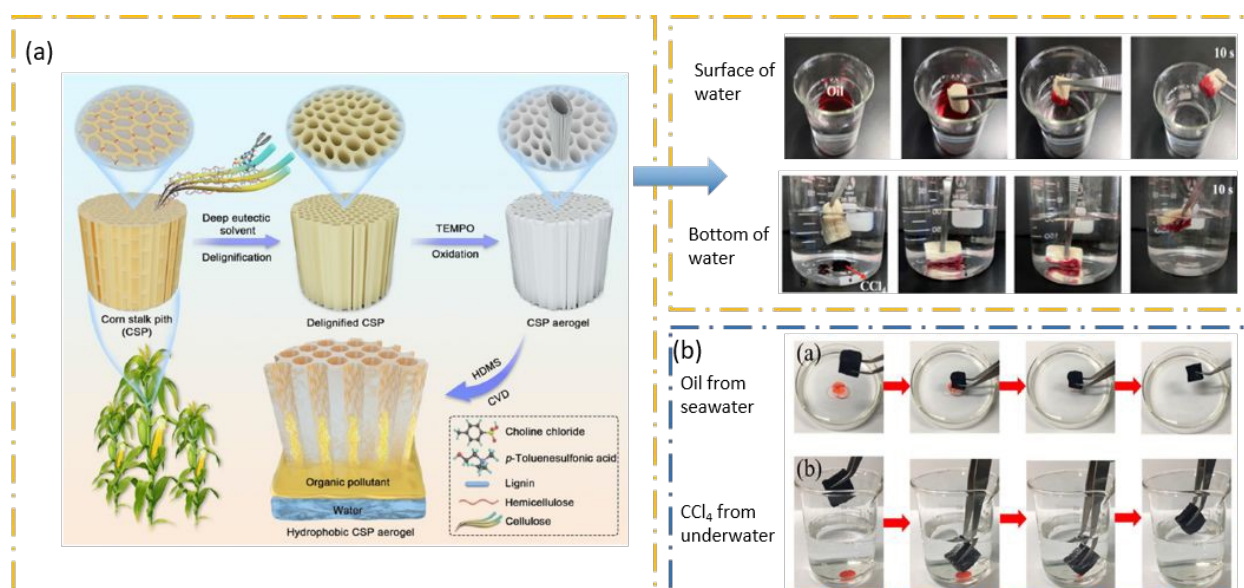 (a)
Deep eutectic
solvent
Delignification
TEMPO
Oxidation
Corn stalk pith
(CSP)
Delignified CSP
CSP aerogel
HDMS
CVD
Organic pollutant
Water
Hydrophobic CSP aerogel
Choline chloride
p-Toluenesulfonic acid
Lignin
Hemicellulose
Cellulose
Surface of
water
Oil
10 s
Bottom of
water
CCl₄
10 s
(b)
Oil from
seawater
(a)
CCl₄ from
underwater
(b)